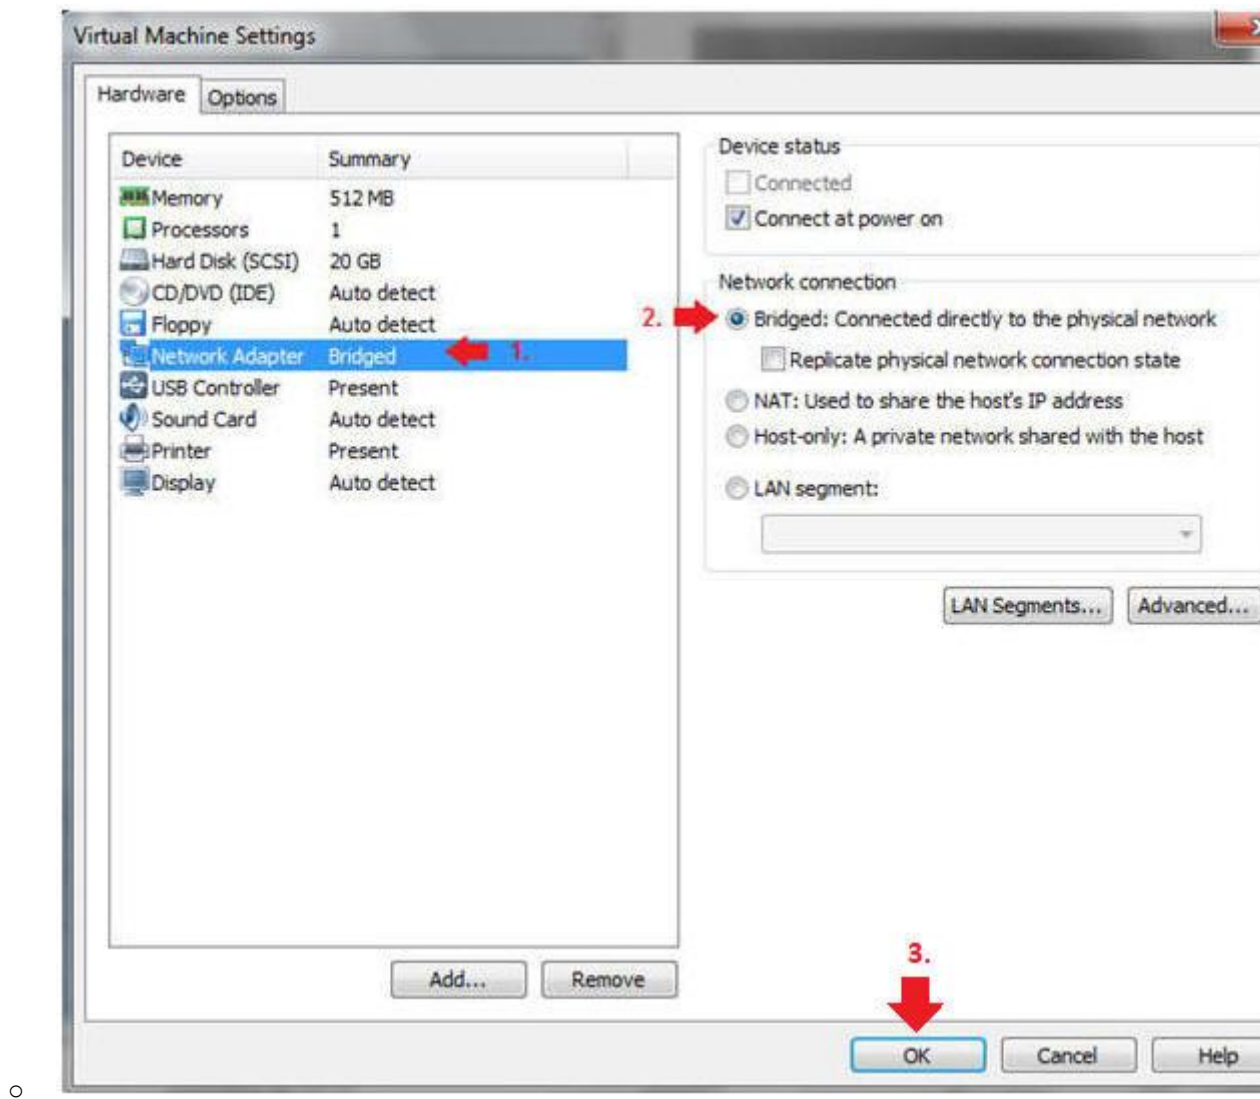 Virtual Machine Settings
Hardware Options
Device Summary
Memory 512 MB
Processors 1
Hard Disk (SCSI) 20 GB
CD/DVD (IDE) Auto detect
Floppy Auto detect
Network Adapter Bridged 1.
USB Controller Present
Sound Card Auto detect
Printer Present
Display Auto detect
Add... Remove
Device status
Connected
Connect at power on
Network connection
2. Bridged: Connected directly to the physical network
Replicate physical network connection state
NAT: Used to share the host's IP address
Host-only: A private network shared with the host
LAN segment:
LAN Segments... Advanced...
3.
OK Cancel Help